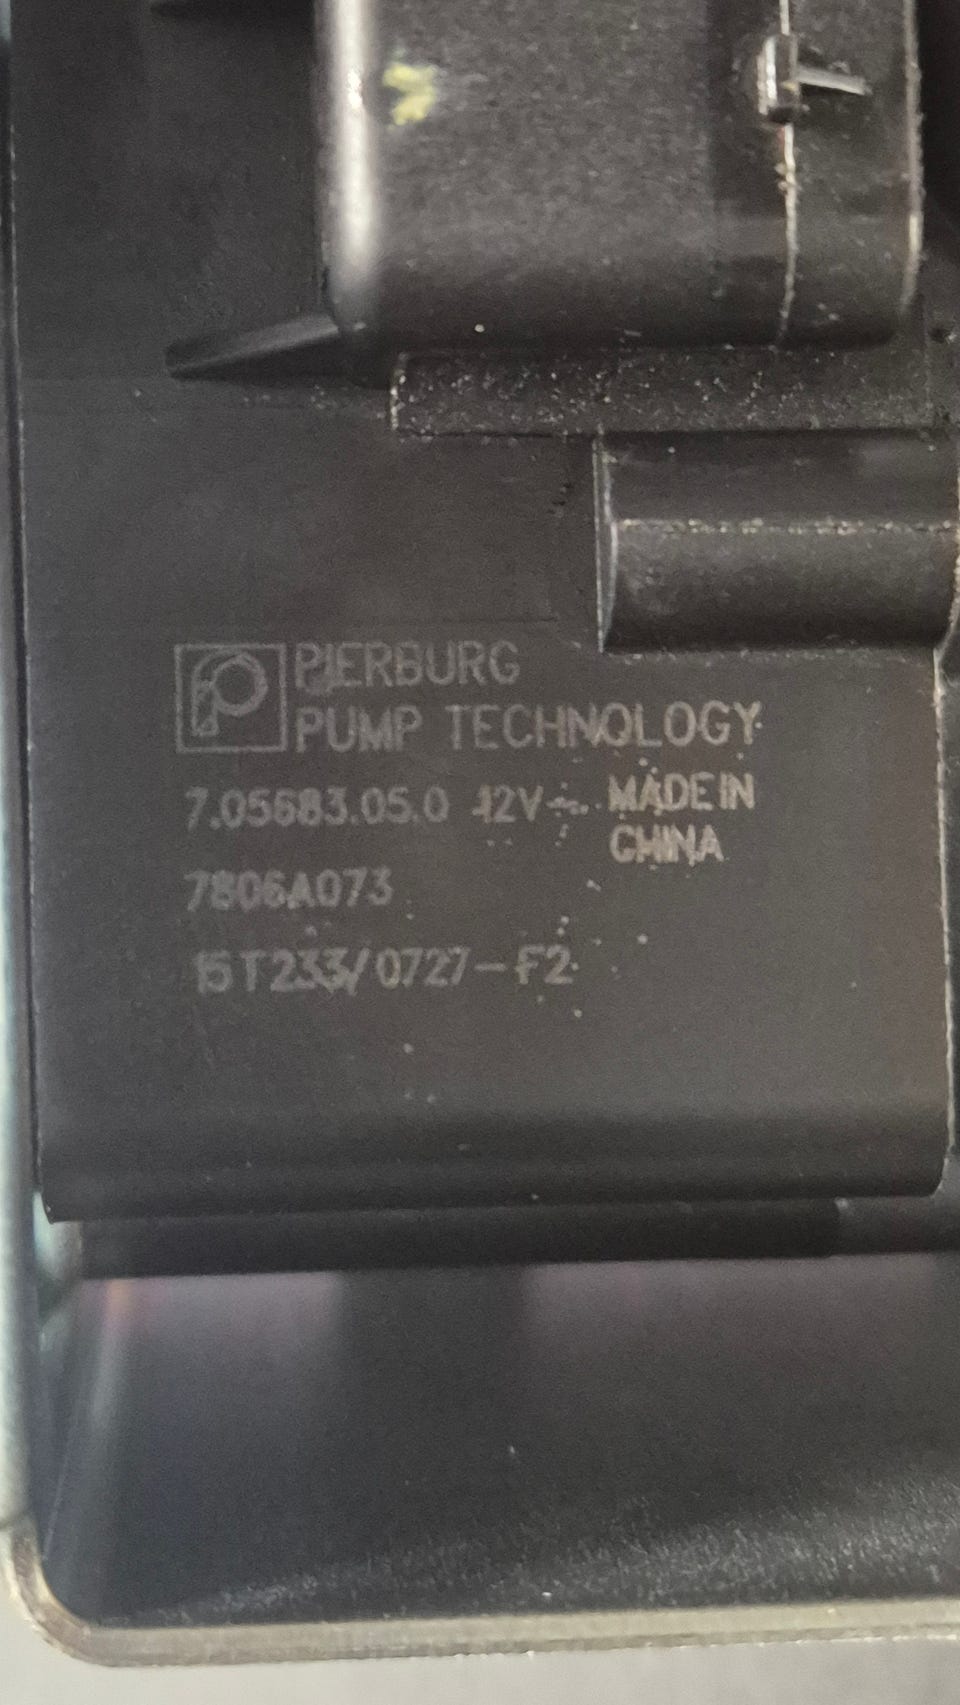 PIERBURG
PUMP TECHNOLOGY
7.05683.05.0 12V⎓ MADE IN
CHINA
7806A073
15T233/0727-F2